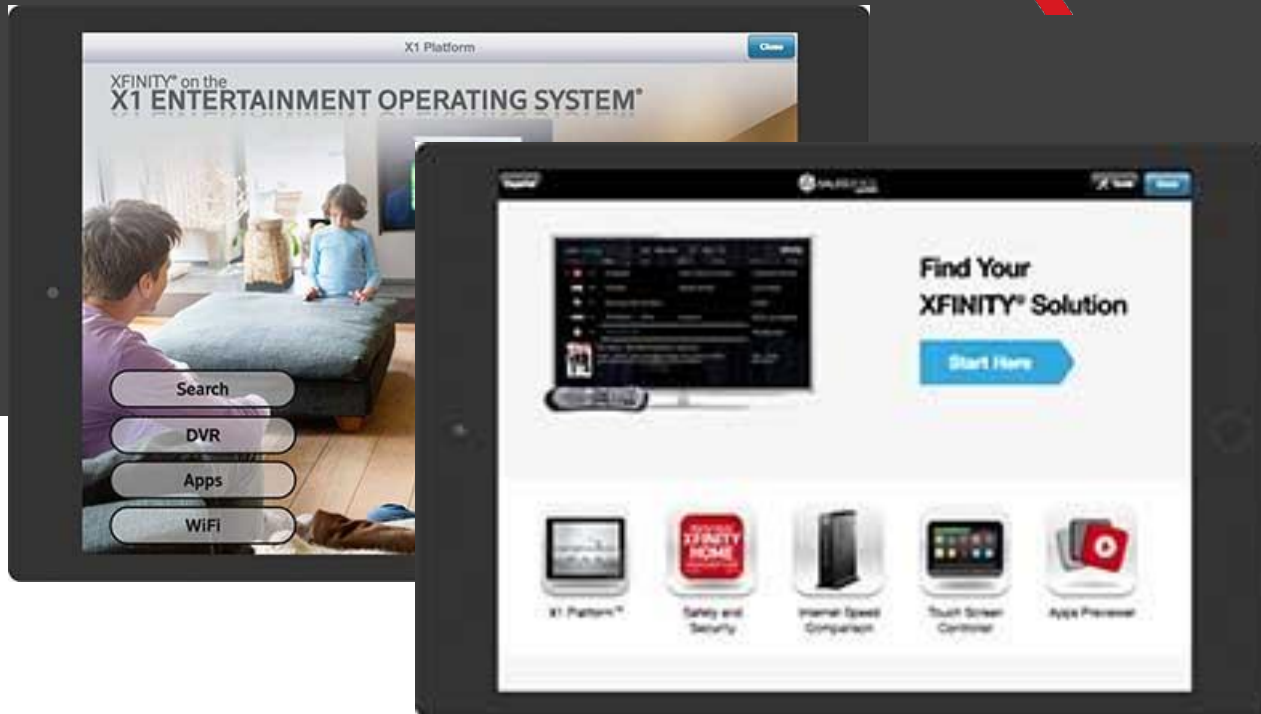 X1 Platform
Close
XFINITY® on the
X1 ENTERTAINMENT OPERATING SYSTEM®
Search
DVR
Apps
WiFi
Find Your
XFINITY® Solution
Start Here
XFINITY
HOME
X1 Platform™
Safety and
Security
Internet Speed
Comparison
Touch Screen
Controller
Apps Previewer